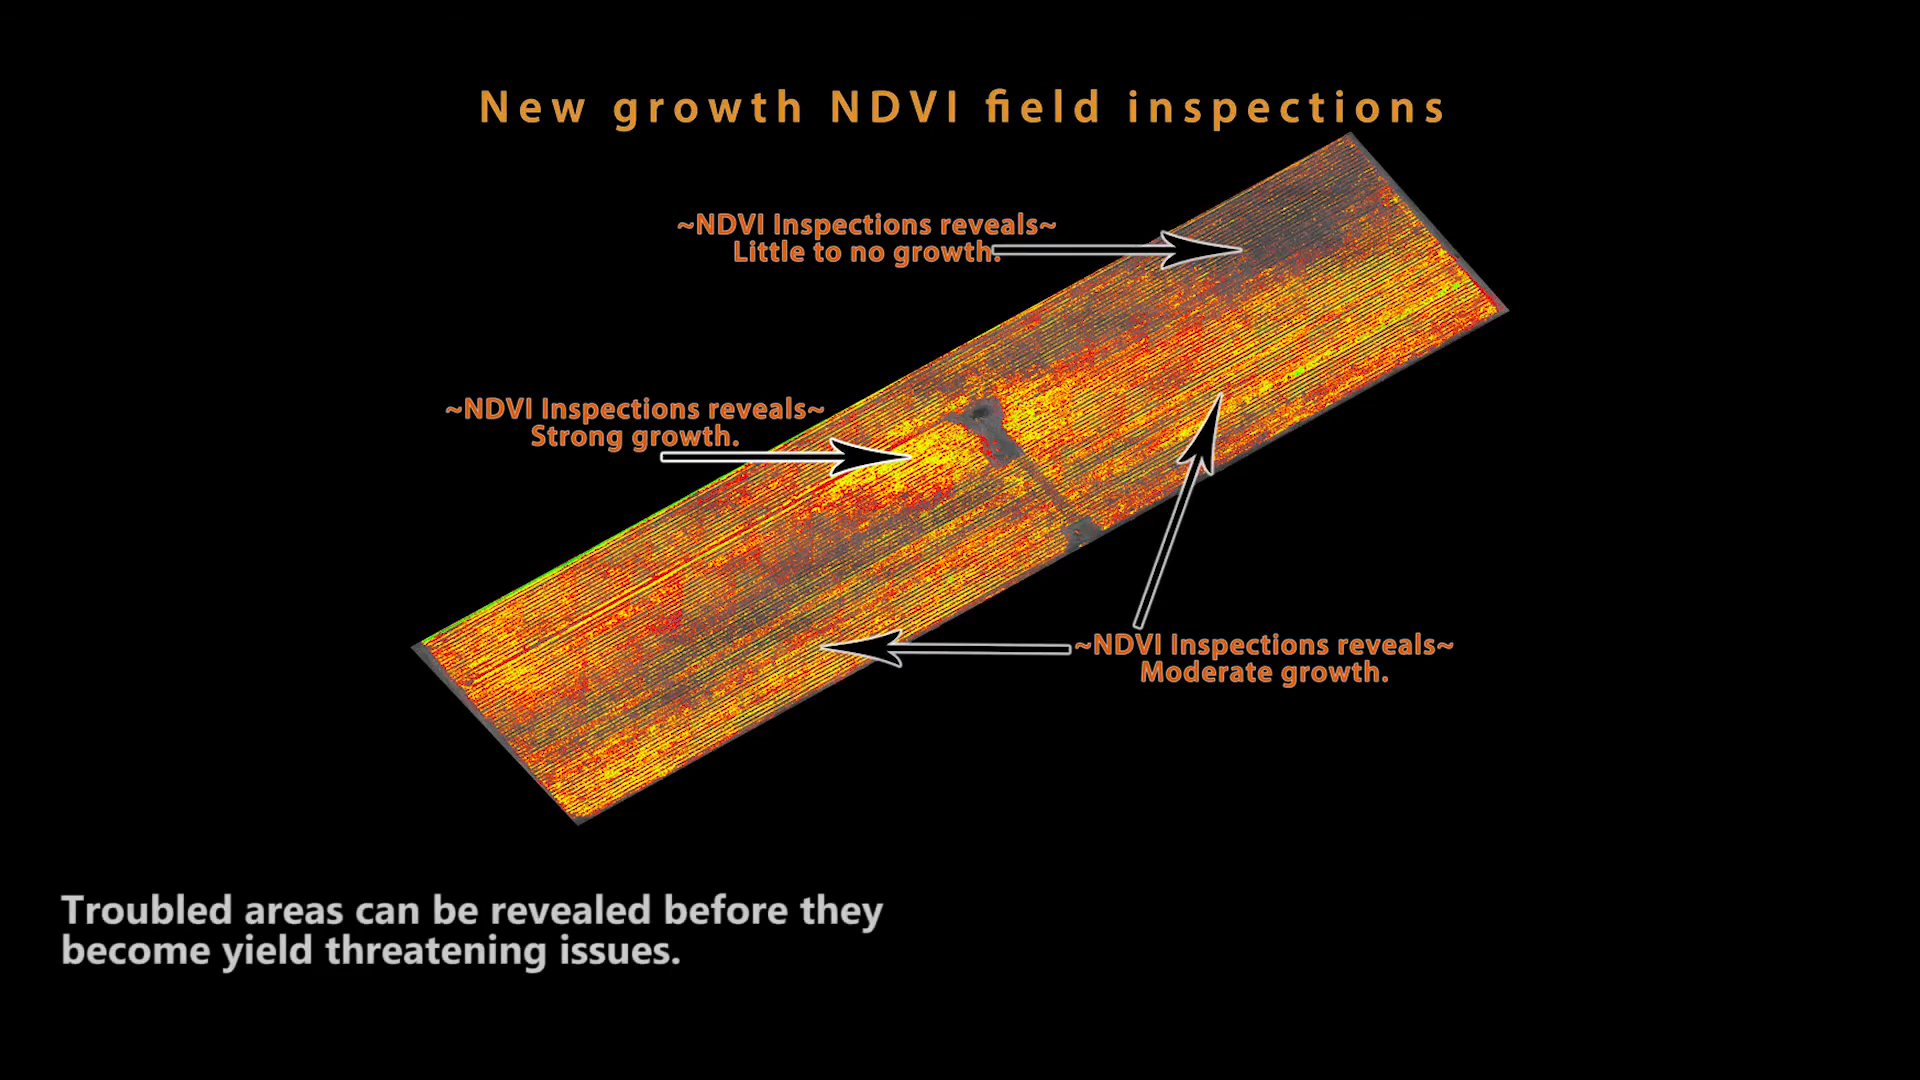 New growth NDVI field inspections
~NDVI Inspections reveals~
Little to no growth.
~NDVI Inspections reveals~
Strong growth.
~NDVI Inspections reveals~
Moderate growth.
Troubled areas can be revealed before they
become yield threatening issues.